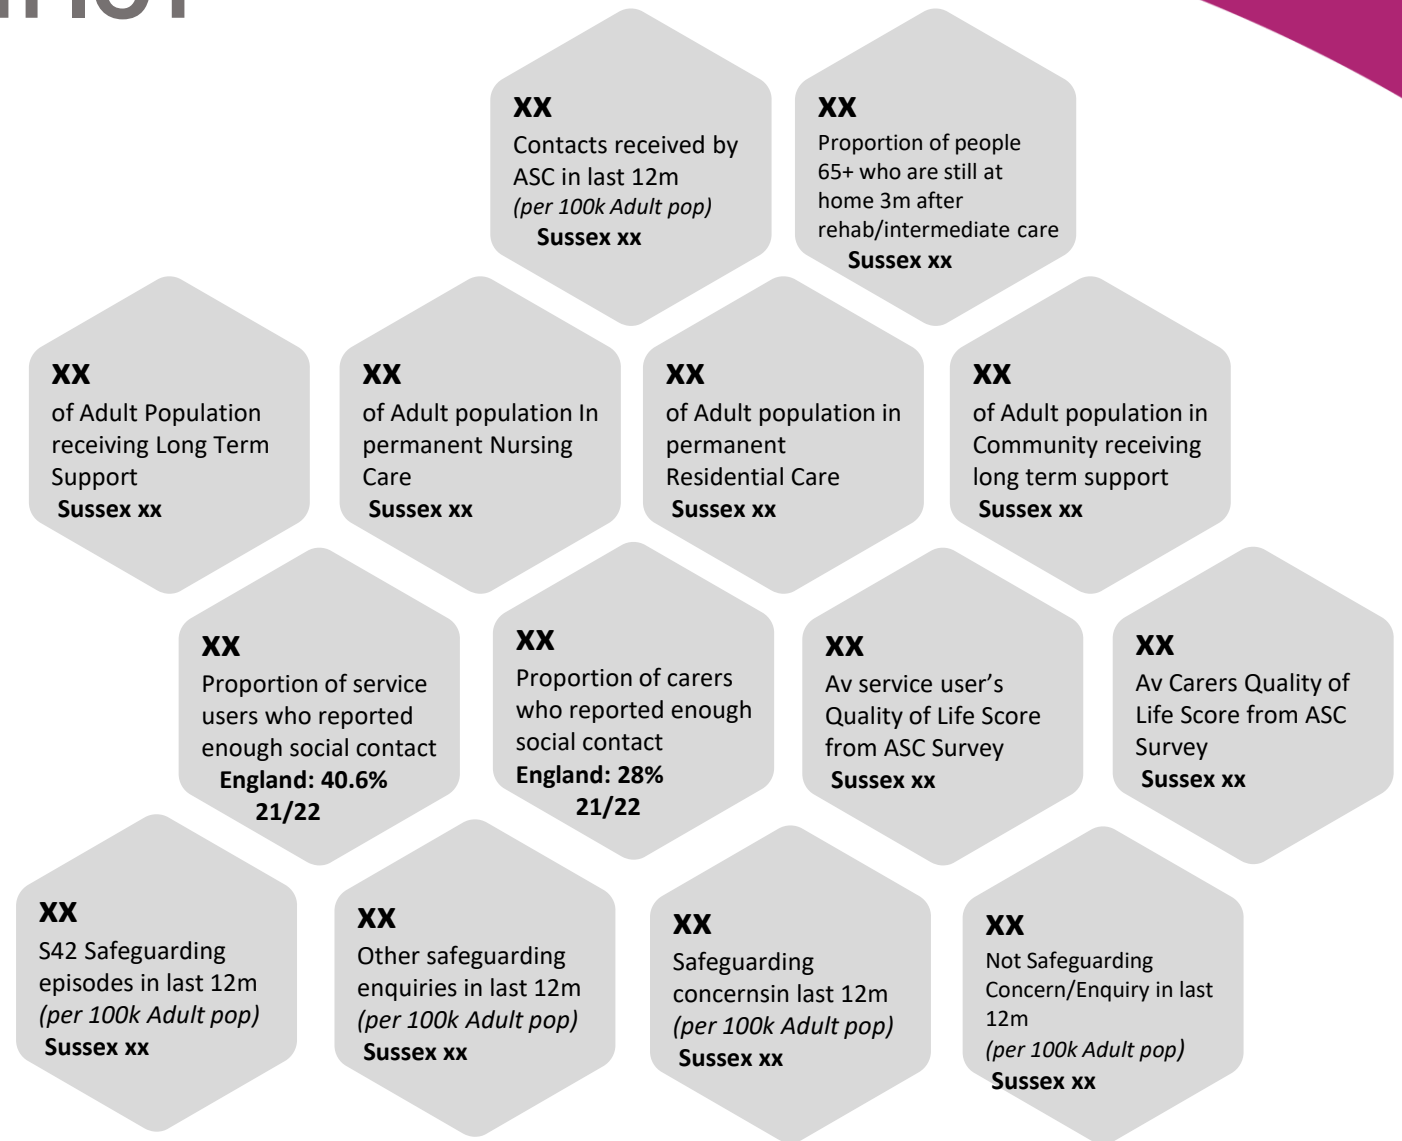 xx
Contacts received by
ASC in last 12m
(per 100k Adult pop)
Sussex xx
xx
Proportion of people
65+ who are still at
home 3m after
rehab/intermediate care
Sussex xx
xx
of Adult Population
receiving Long Term
Support
Sussex xx
xx
of Adult population In
permanent Nursing
Care
Sussex xx
xx
of Adult population in
permanent
Residential Care
Sussex xx
xx
of Adult population in
Community receiving
long term support
Sussex xx
xx
Proportion of service
users who reported
enough social contact
England: 40.6%
21/22
xx
Proportion of carers
who reported enough
social contact
England: 28%
21/22
xx
Av service user’s
Quality of Life Score
from ASC Survey
Sussex xx
xx
Av Carers Quality of
Life Score from ASC
Survey
Sussex xx
xx
S42 Safeguarding
episodes in last 12m
(per 100k Adult pop)
Sussex xx
xx
Other safeguarding
enquiries in last 12m
(per 100k Adult pop)
Sussex xx
xx
Safeguarding
concernsin last 12m
(per 100k Adult pop)
Sussex xx
xx
Not Safeguarding
Concern/Enquiry in last
12m
(per 100k Adult pop)
Sussex xx